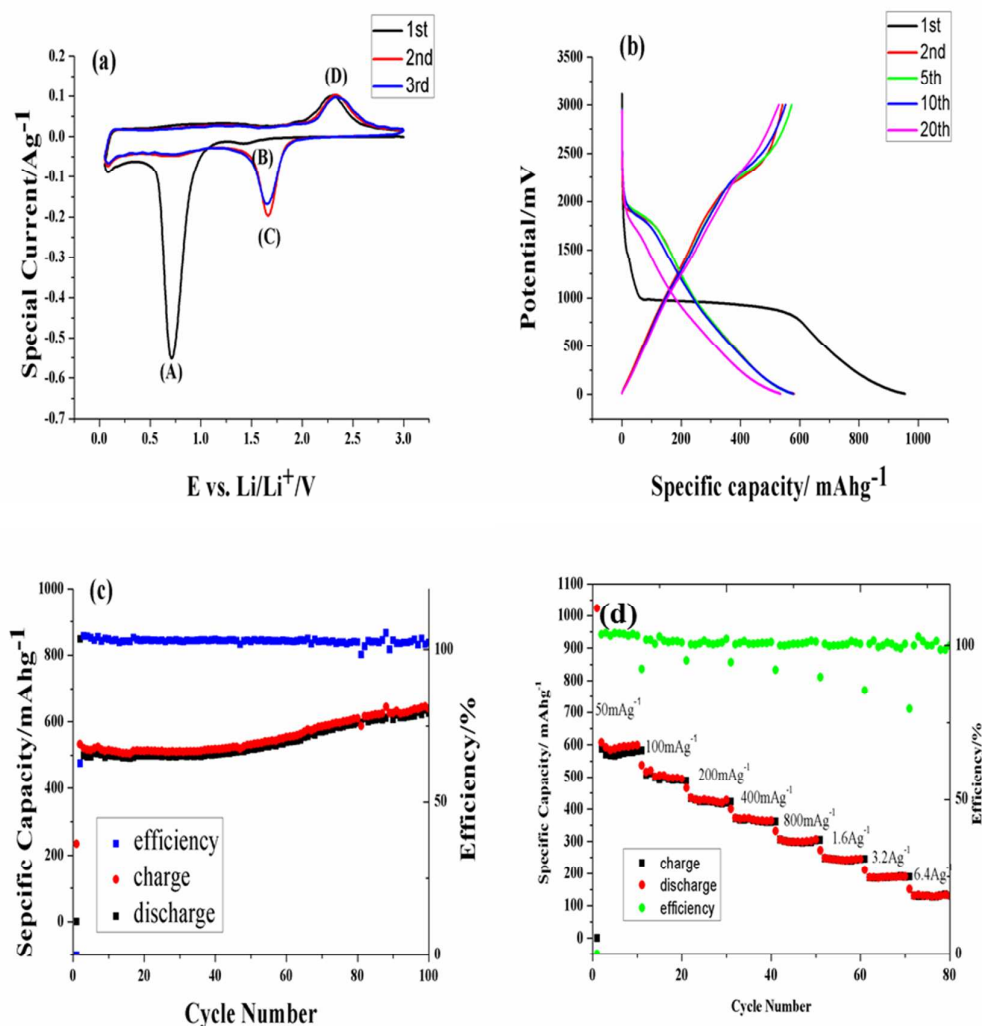 (a)
1st
2nd
3rd
0.2
0.1
0.0
-0.1
-0.2
-0.3
-0.4
-0.5
-0.6
-0.7
Special Current/Ag⁻¹
(D)
(B)
(C)
(A)
0.0 0.5 1.0 1.5 2.0 2.5 3.0
E vs. Li/Li⁺/V
(b)
1st
2nd
5th
10th
20th
3500
3000
2500
2000
1500
1000
500
0
Potential/mV
0 200 400 600 800 1000
Specific capacity/ mAhg⁻¹
(c)
1000
800
600
400
200
0
Sepcific Capacity/mAhg⁻¹
100
50
0
Efficiency/%
efficiency
charge
discharge
0 20 40 60 80 100
Cycle Number
(d)
1100
1000
900
800
700
600
500
400
300
200
100
0
Specific Capacity/ mAhg⁻¹
50mAg⁻¹
100mAg⁻¹
200mAg⁻¹
400mAg⁻¹
800mAg⁻¹
1.6Ag⁻¹
3.2Ag⁻¹
6.4Ag⁻¹
100
50
0
Efficiency/%
charge
discharge
efficiency
0 20 40 60 80
Cycle Number